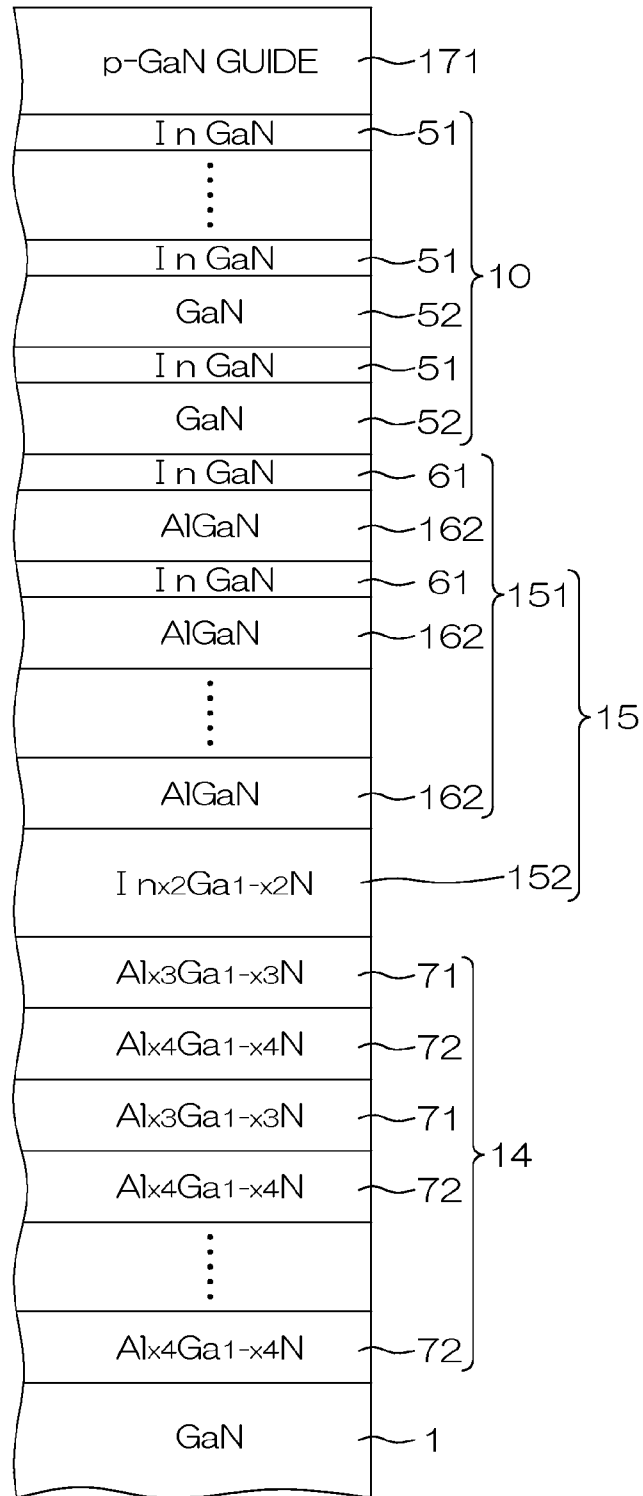 p-GaN GUIDE 171
InGaN 51
InGaN 51
10
GaN 52
InGaN 51
GaN 52
InGaN 61
AlGaN 162
InGaN 61
151
AlGaN 162
15
AlGaN 162
Inx2Ga1-x2N 152
Alx3Ga1-x3N 71
Alx4Ga1-x4N 72
Alx3Ga1-x3N 71
14
Alx4Ga1-x4N 72
Alx4Ga1-x4N 72
GaN 1